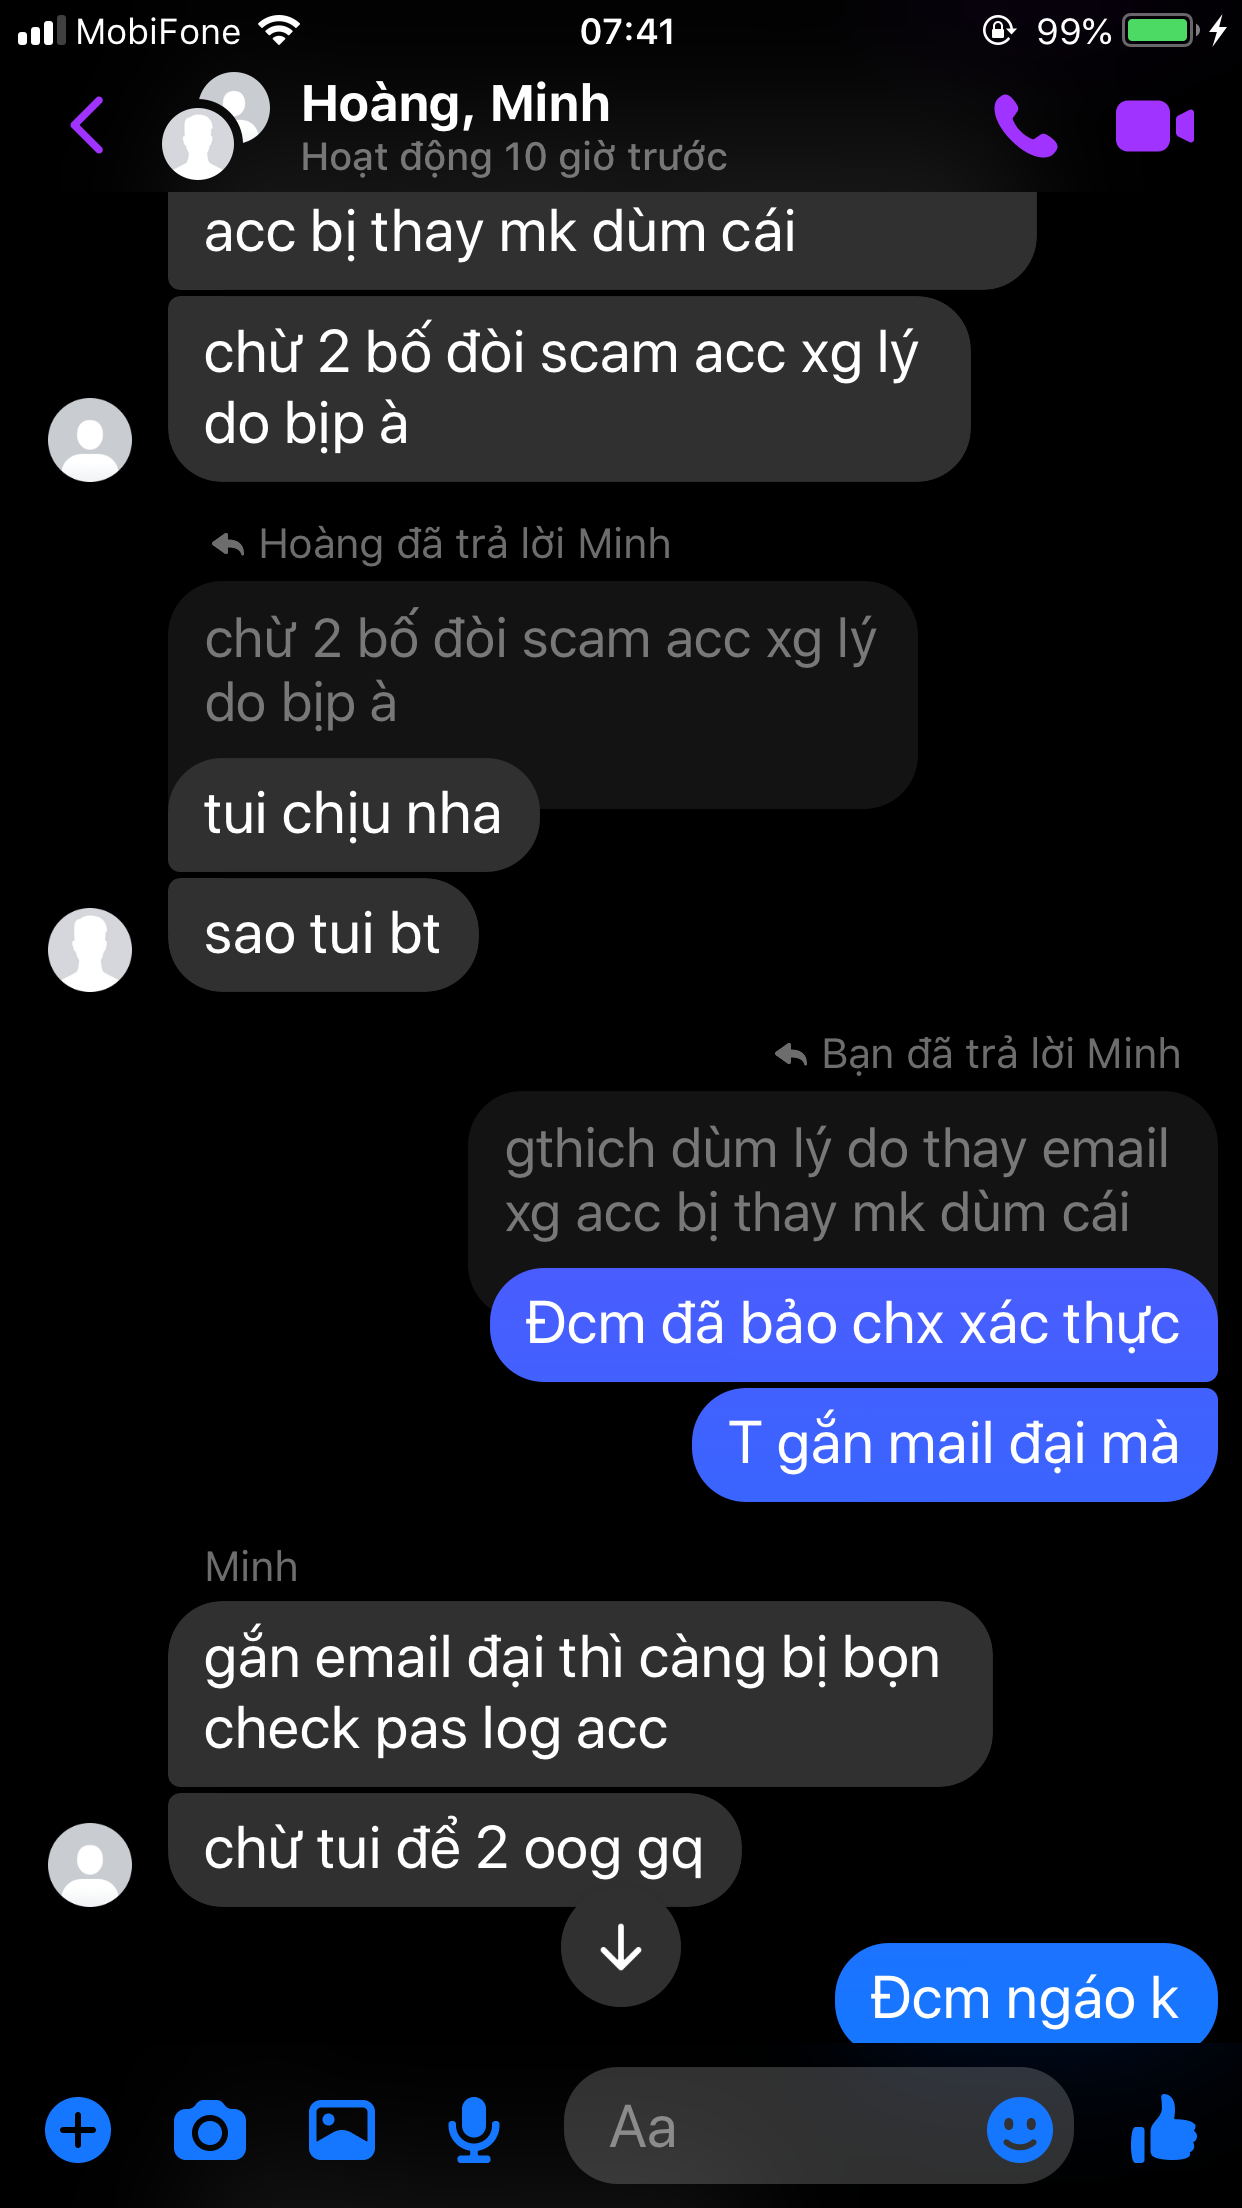 MobiFone 07:41 99%
Hoàng, Minh
Hoạt động 10 giờ trước
acc bị thay mk dùm cái
chừ 2 bố đòi scam acc xg lý
do bịp à
Hoàng đã trả lời Minh
chừ 2 bố đòi scam acc xg lý
do bịp à
tui chịu nha
sao tui bt
Bạn đã trả lời Minh
gthich dùm lý do thay email
xg acc bị thay mk dùm cái
Đcm đã bảo chx xác thực
T gắn mail đại mà
Minh
gắn email đại thì càng bị bọn
check pas log acc
chừ tui để 2 oog gq
Đcm ngáo k
Aa